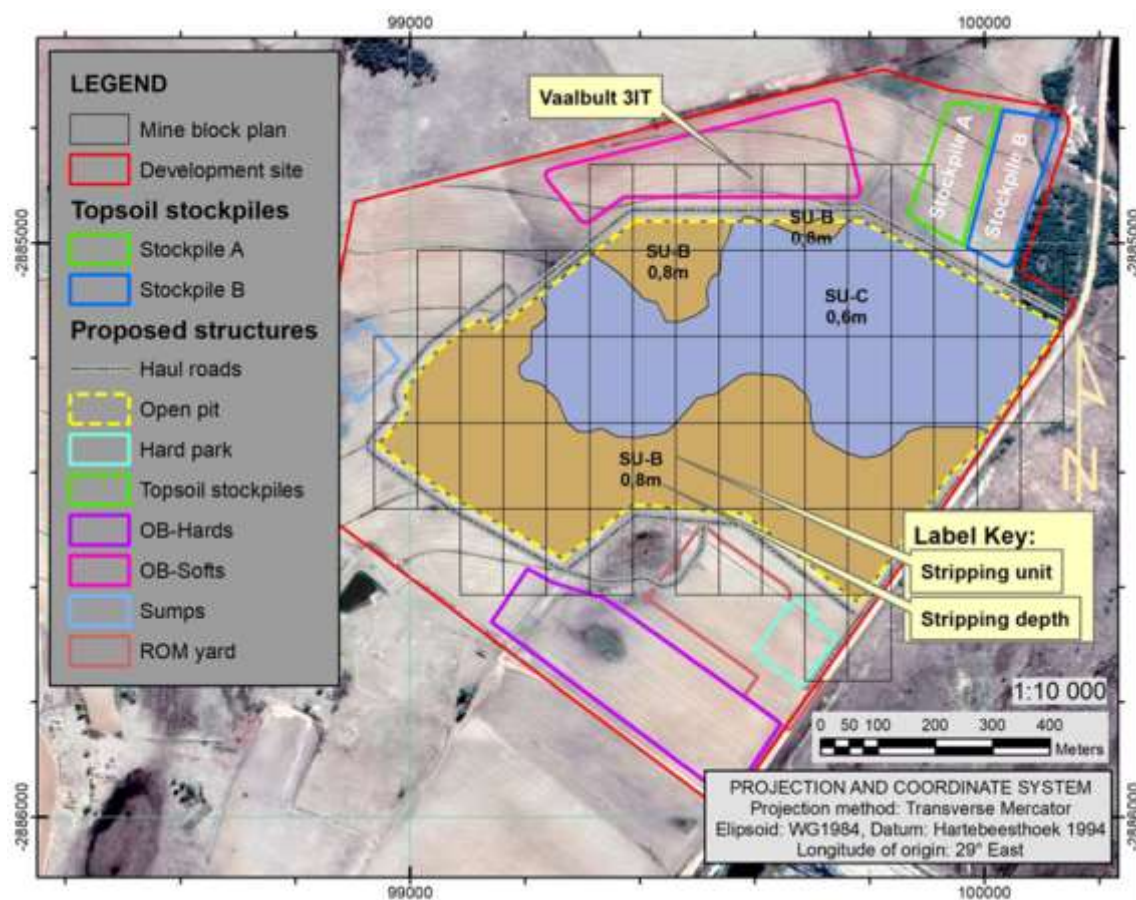 99000
100000
LEGEND
Mine block plan
Development site
Topsoil stockpiles
Stockpile A
Stockpile B
Proposed structures
Haul roads
Open pit
Hard park
Topsoil stockpiles
OB-Hards
OB-Softs
Sumps
ROM yard
Vaalbult 3IT
Stockpile A
Stockpile B
-2885000
-2885000
SU-B
0,8m
SU-B
0,8m
SU-C
0,6m
SU-B
0,8m
N
Label Key:
Stripping unit
Stripping depth
1:10 000
0 50 100 200 300 400
Meters
PROJECTION AND COORDINATE SYSTEM
Projection method: Transverse Mercator
Elipsoid: WG1984, Datum: Hartebeesthoek 1994
Longitude of origin: 29° East
-2886000
-2886000
99000
100000